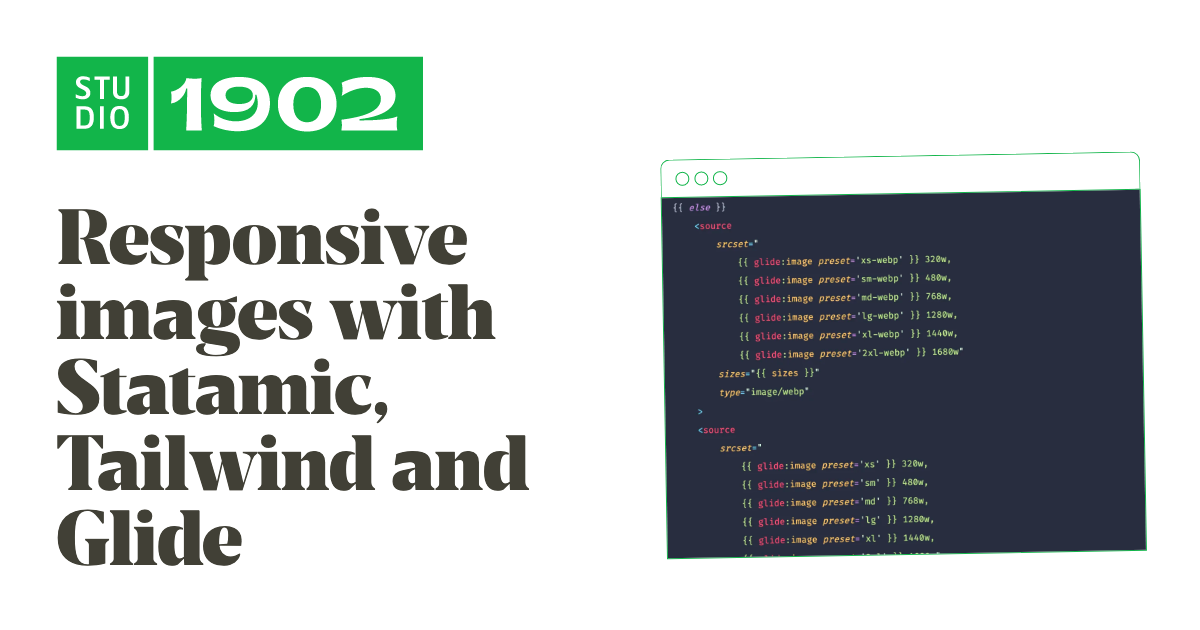 STU
DIO
1902
Responsive
images with
Statamic,
Tailwind and
Glide
{{ else }}
<source
srcset="
{{ glide:image preset='xs-webp' }} 320w,
{{ glide:image preset='sm-webp' }} 480w,
{{ glide:image preset='md-webp' }} 768w,
{{ glide:image preset='lg-webp' }} 1280w,
{{ glide:image preset='xl-webp' }} 1440w,
{{ glide:image preset='2xl-webp' }} 1680w"
sizes="{{ sizes }}"
type="image/webp"
>
<source
srcset="
{{ glide:image preset='xs' }} 320w,
{{ glide:image preset='sm' }} 480w,
{{ glide:image preset='md' }} 768w,
{{ glide:image preset='lg' }} 1280w,
{{ glide:image preset='xl' }} 1440w,